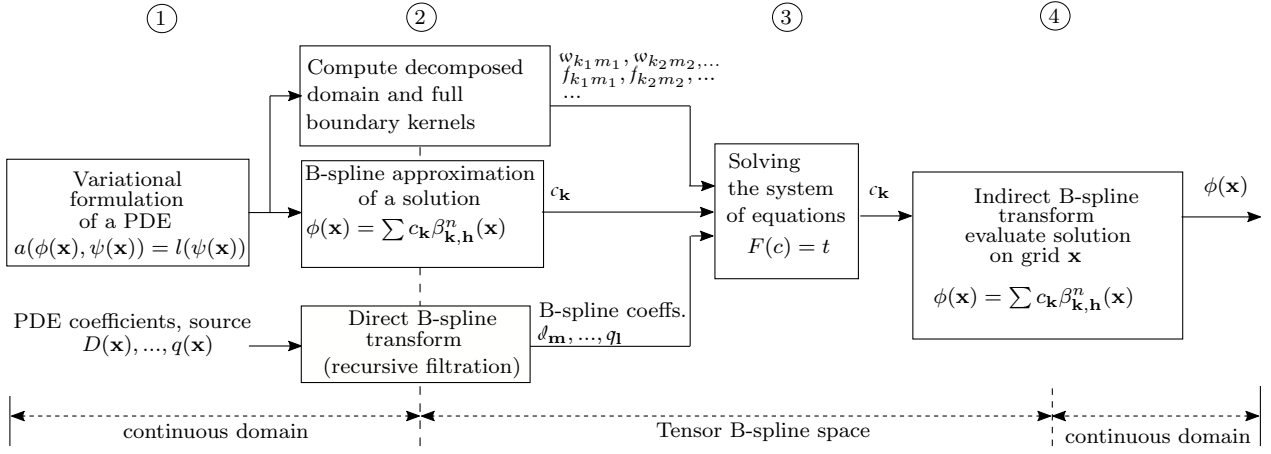 1
2
3
4
Compute decomposed
domain and full
boundary kernels
𝔴_{k₁m₁}, 𝔴_{k₂m₂},...
f_{k₁m₁}, f_{k₂m₂}, ...
...
Variational
formulation
of a PDE
a(ϕ(𝐱), ψ(𝐱)) = l(ψ(𝐱))
B-spline approximation
of a solution
ϕ(𝐱) = ∑ c_𝐤 β^n_{𝐤,𝐡}(𝐱)
c_𝐤
Solving
the system
of equations
F(c) = t
c_𝐤
Indirect B-spline
transform
evaluate solution
on grid 𝐱
ϕ(𝐱) = ∑ c_𝐤 β^n_{𝐤,𝐡}(𝐱)
ϕ(𝐱)
PDE coefficients, source
D(𝐱), ..., q(𝐱)
Direct B-spline
transform
(recursive filtration)
B-spline coeffs.
d_𝐦, ..., q_𝐥
continuous domain
Tensor B-spline space
continuous domain